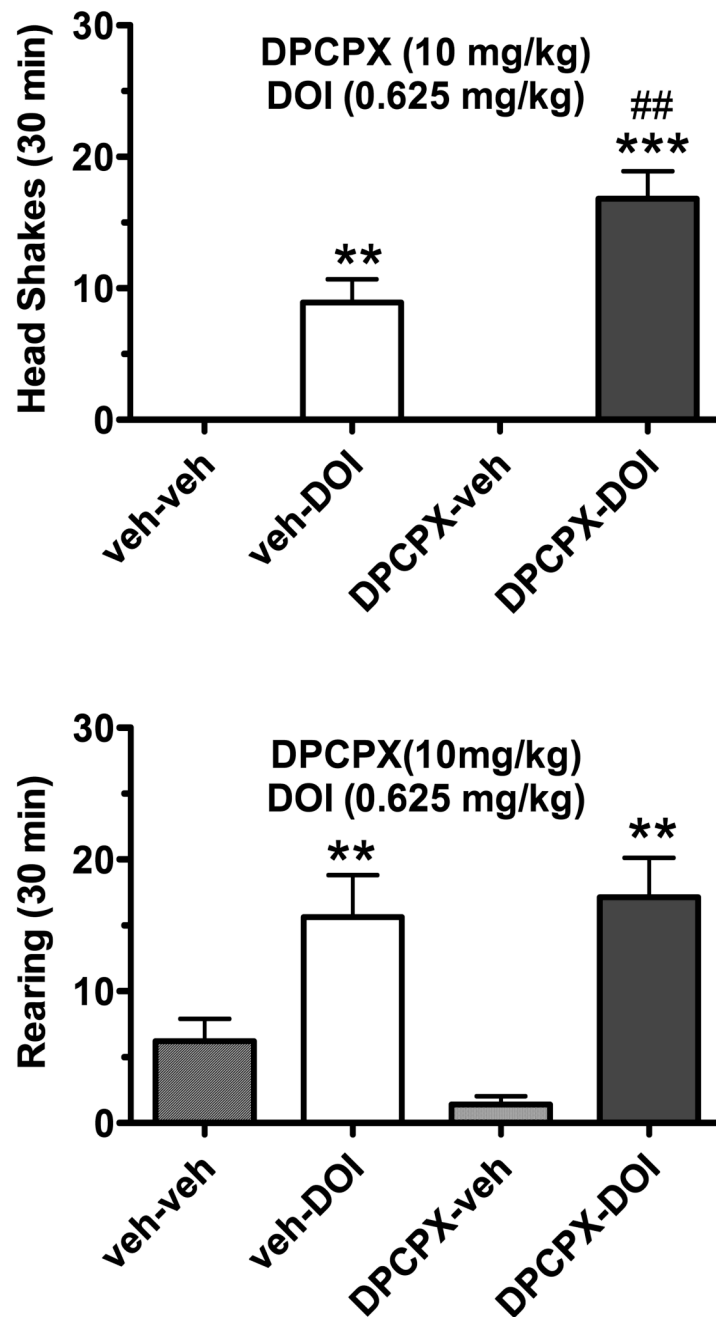 30
20
10
0
Head Shakes (30 min)
DPCPX (10 mg/kg)
DOI (0.625 mg/kg)
##
***
**
veh-veh
veh-DOI
DPCPX-veh
DPCPX-DOI
30
20
10
0
Rearing (30 min)
DPCPX(10mg/kg)
DOI (0.625 mg/kg)
**
**
veh-veh
veh-DOI
DPCPX-veh
DPCPX-DOI